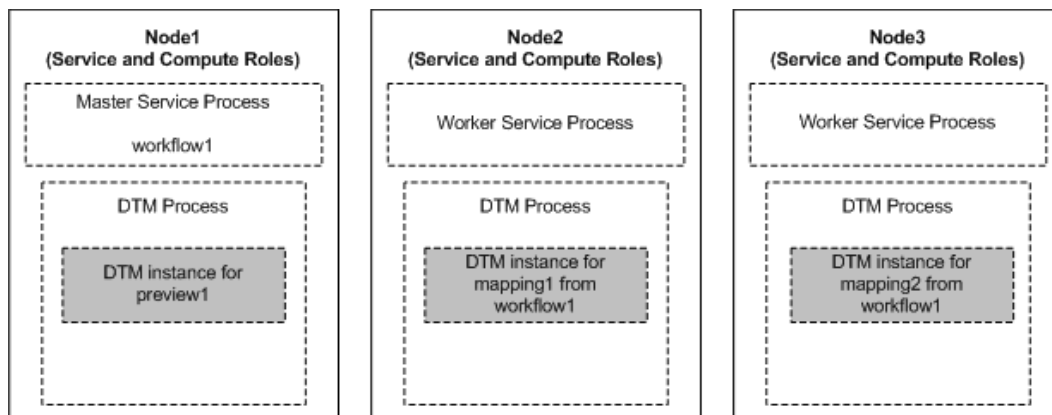 Node1
(Service and Compute Roles)
Master Service Process
workflow1
DTM Process
DTM instance for
preview1
Node2
(Service and Compute Roles)
Worker Service Process
DTM Process
DTM instance for
mapping1 from
workflow1
Node3
(Service and Compute Roles)
Worker Service Process
DTM Process
DTM instance for
mapping2 from
workflow1